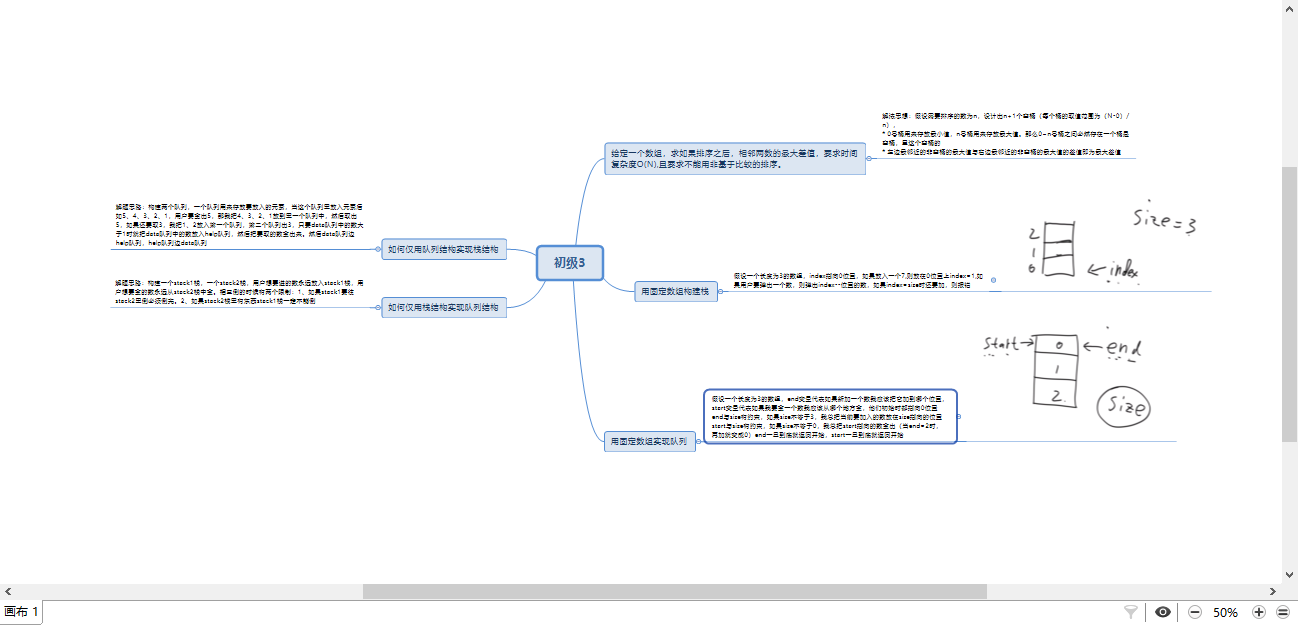 解法思想：假设需要排序的数为n，设计出n+1个空桶（每个桶的取值范围为（N-0）/
n），
* 0号桶用来存放最小值，n号桶用来存放最大值。那么0-n号桶之间必然存在一个桶是
空桶，且这个空桶的
* 左边最邻近的非空桶的最大值与右边最邻近的非空桶的最大值的差值即为最大差值
给定一个数组，求如果排序之后，相邻两数的最大差值，要求时间
复杂度O(N),且要求不能用非基于比较的排序。
解题思路：构建两个队列，一个队列用来存放要放入的元素，当这个队列里放入元素后
如5、4、3、2、1，用户要拿出5，那我把4、3、2、1放到另一个队列中，然后取出
5，如果还要取3，我把1、2放入第一个队列，第二个队列出3，只要data队列中的数大
于1时就把data队列中的数放入help队列，然后把要取的数拿出来。然后data队列边
help队列，help队列边data队列
如何仅用队列结构实现栈结构
初级3
解题思路，构建一个stack1栈，一个stack2栈，用户想要进的数永远放入stack1栈，用
户想要拿的数永远从stack2栈中拿。相互倒的时候有两个限制，1、如果stack1要往
stack2里倒必须倒完。2、如果stack2栈里有东西stack1栈一定不能倒
如何仅用栈结构实现队列结构
用固定数组构建栈
假设一个长度为3的数组，index指向0位置，如果放入一个7,则放在0位置上index=1,如
果用户要弹出一个数，则弹出index--位置的数，如果index=size时还要加，则报错
size=3
2
1
0
index
用固定数组实现队列
假设一个长度为3的数组，end变量代表如果新加一个数我应该把它加到哪个位置，
start变量代表如果我要拿一个数我应该从哪个地方拿，他们初始时都指向0位置
end与size有约束，如果size不等于3，我总把当前要加入的数放在size指向的位置
start与size有约束，如果size不等于0，我总把start指向的数拿出（当end=2时，
再加就变成0）end一旦到底就返回开始，start一旦到底就返回开始
start
0
end
1
2
size
画布 1
50%